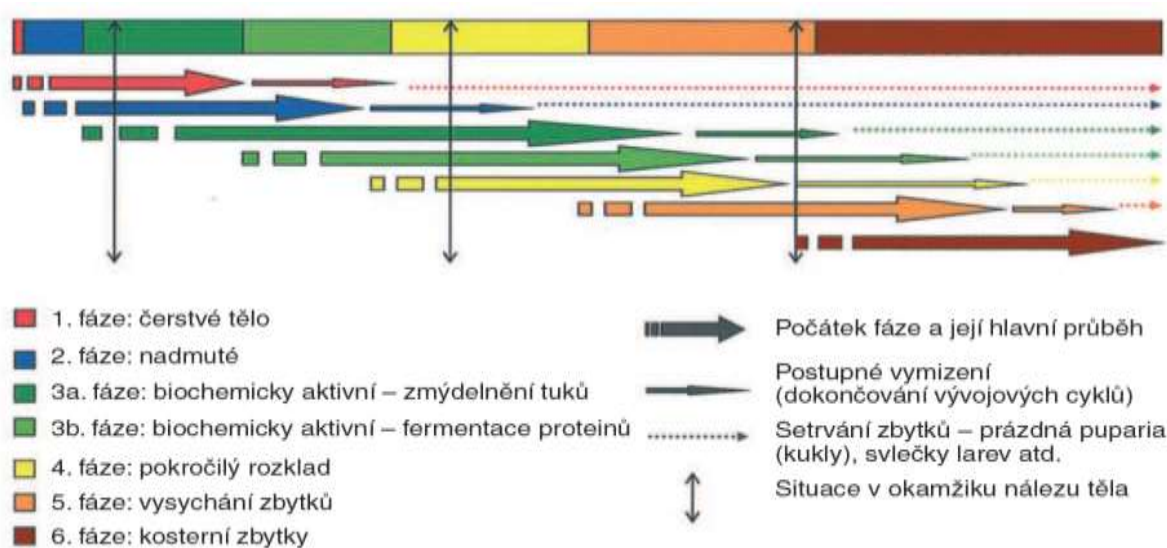 1. fáze: čerstvé tělo
2. fáze: nadmuté
3a. fáze: biochemicky aktivní – zmýdelnění tuků
3b. fáze: biochemicky aktivní – fermentace proteinů
4. fáze: pokročilý rozklad
5. fáze: vysychání zbytků
6. fáze: kosterní zbytky
Počátek fáze a její hlavní průběh
Postupné vymizení
(dokončování vývojových cyklů)
Setrvání zbytků – prázdná puparia
(kukly), svlečky larev atd.
Situace v okamžiku nálezu těla